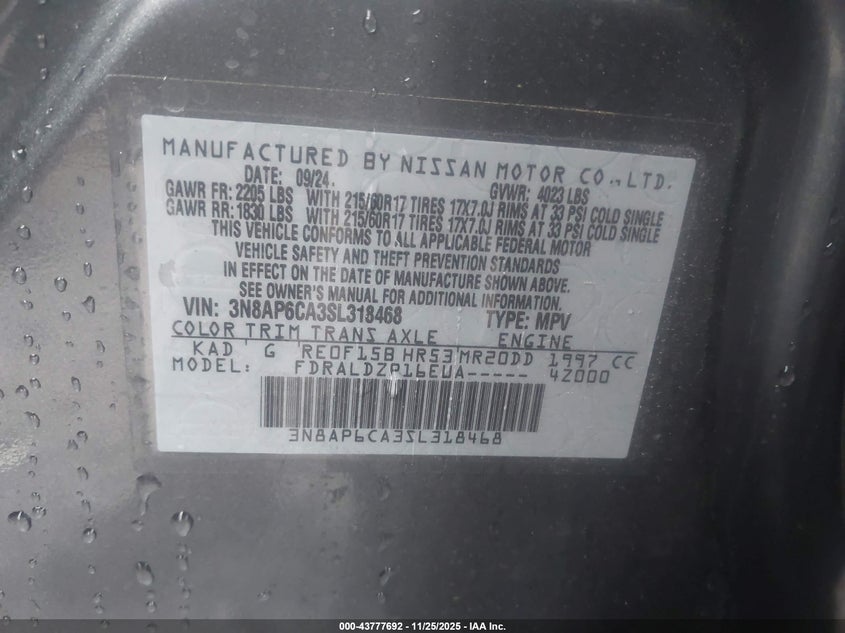 MANUFACTURED BY NISSAN MOTOR CO., LTD.
DATE: 09/24. GVWR: 4023 LBS
GAWR FR: 2205 LBS WITH 215/60R17 TIRES 17X7.0J RIMS AT 33 PSI COLD SINGLE
GAWR RR: 1830 LBS WITH 215/60R17 TIRES 17X7.0J RIMS AT 33 PSI COLD SINGLE
THIS VEHICLE CONFORMS TO ALL APPLICABLE FEDERAL MOTOR
VEHICLE SAFETY AND THEFT PREVENTION STANDARDS
IN EFFECT ON THE DATE OF MANUFACTURE SHOWN ABOVE.
SEE OWNER'S MANUAL FOR ADDITIONAL INFORMATION.
VIN: 3N8AP6CA3SL318468 TYPE: MPV
COLOR TRIM TRANS AXLE ENGINE
KAD G RE0F15B HR53 MR20DD 1997 CC
MODEL: FDRALDZP16EUA----- 42000
3N8AP6CA3SL318468
000-43777692 - 11/25/2025 - IAA Inc.